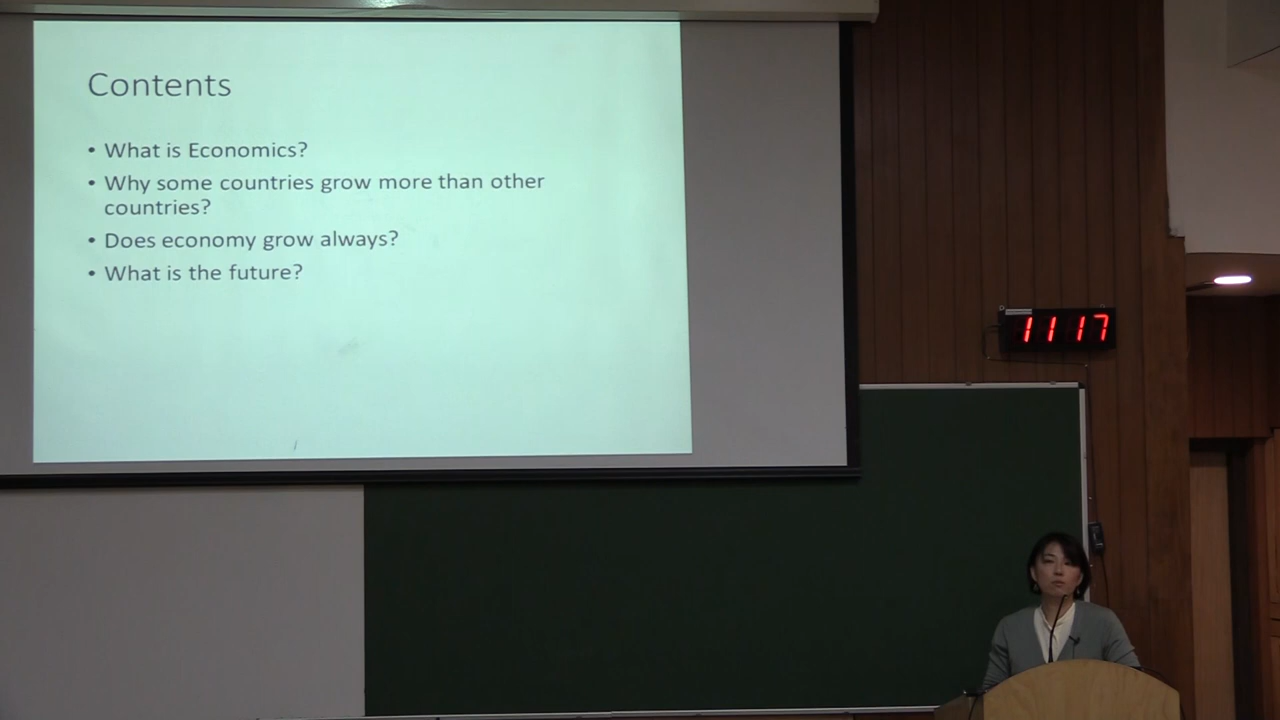 Contents
• What is Economics?
• Why some countries grow more than other
countries?
• Does economy grow always?
• What is the future?
11 17